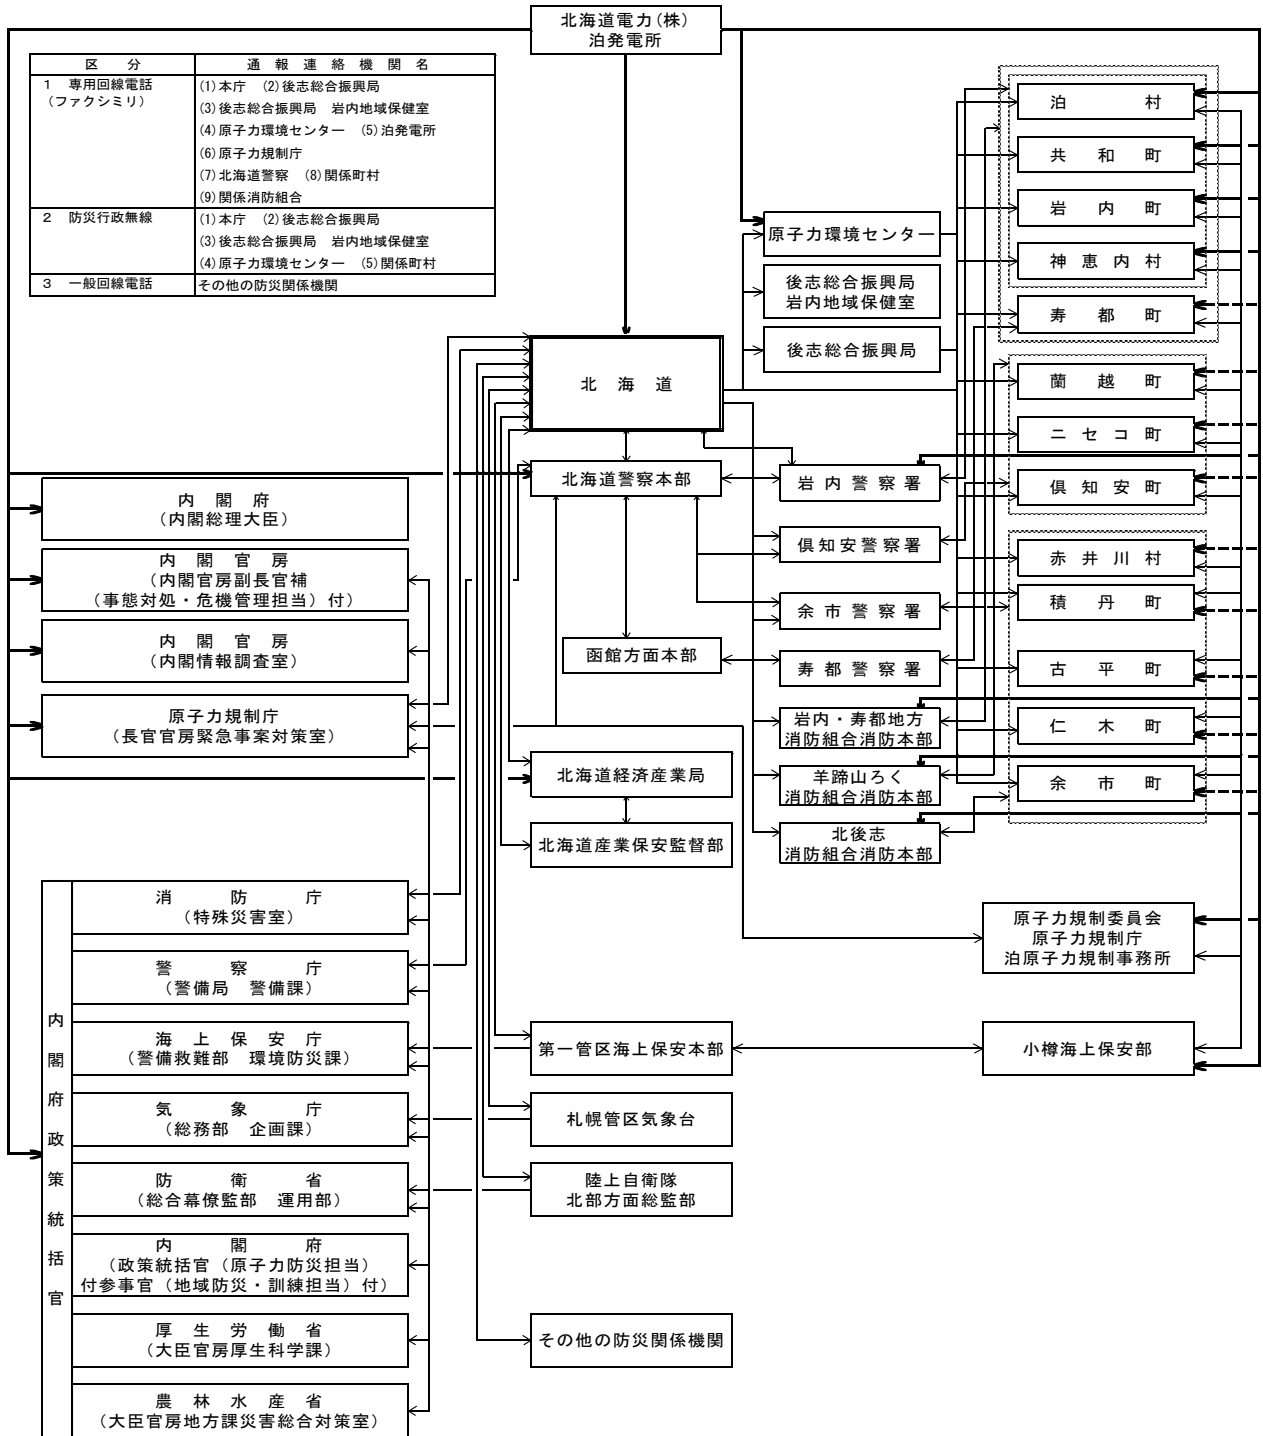 北海道電力(株)
泊発電所
区　分
通報連絡機関名
1　専用回線電話
（ファクシミリ）
(1)本庁　(2)後志総合振興局
(3)後志総合振興局　岩内地域保健室
(4)原子力環境センター　(5)泊発電所
(6)原子力規制庁
(7)北海道警察　(8)関係町村
(9)関係消防組合
2　防災行政無線
(1)本庁　(2)後志総合振興局
(3)後志総合振興局　岩内地域保健室
(4)原子力環境センター　(5)関係町村
3　一般回線電話
その他の防災関係機関
原子力環境センター
後志総合振興局
岩内地域保健室
後志総合振興局
北海道
泊村
共和町
岩内町
神恵内村
寿都町
蘭越町
ニセコ町
倶知安町
赤井川村
積丹町
古平町
仁木町
余市町
北海道警察本部
岩内警察署
倶知安警察署
余市警察署
函館方面本部
寿都警察署
岩内・寿都地方
消防組合消防本部
羊蹄山ろく
消防組合消防本部
北後志
消防組合消防本部
内閣府
（内閣総理大臣）
内閣官房
（内閣官房副長官補
（事態対処・危機管理担当）付）
内閣官房
（内閣情報調査室）
原子力規制庁
（長官官房緊急事案対策室）
北海道経済産業局
北海道産業保安監督部
内閣府政策統括官
消防庁
（特殊災害室）
警察庁
（警備局　警備課）
海上保安庁
（警備救難部　環境防災課）
気象庁
（総務部　企画課）
防衛省
（総合幕僚監部　運用部）
内閣府
（政策統括官（原子力防災担当）
付参事官（地域防災・訓練担当）付）
厚生労働省
（大臣官房厚生科学課）
農林水産省
（大臣官房地方課災害総合対策室）
第一管区海上保安本部
札幌管区気象台
陸上自衛隊
北部方面総監部
その他の防災関係機関
原子力規制委員会
原子力規制庁
泊原子力規制事務所
小樽海上保安部